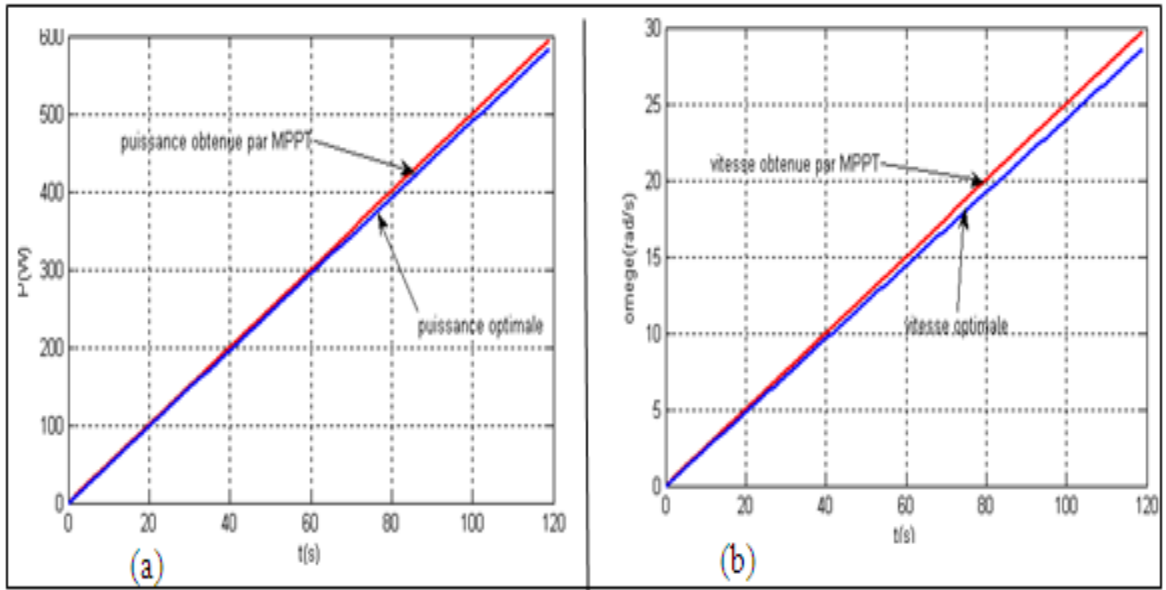 600
500
400
300
200
100
0
P(W)
puissance obtenue par MPPT
puissance optimale
0 20 40 60 80 100 120
t(s)
(a)
30
25
20
15
10
5
0
omege(rad/s)
vitesse obtenue par MPPT
vitesse optimale
0 20 40 60 80 100 120
t(s)
(b)